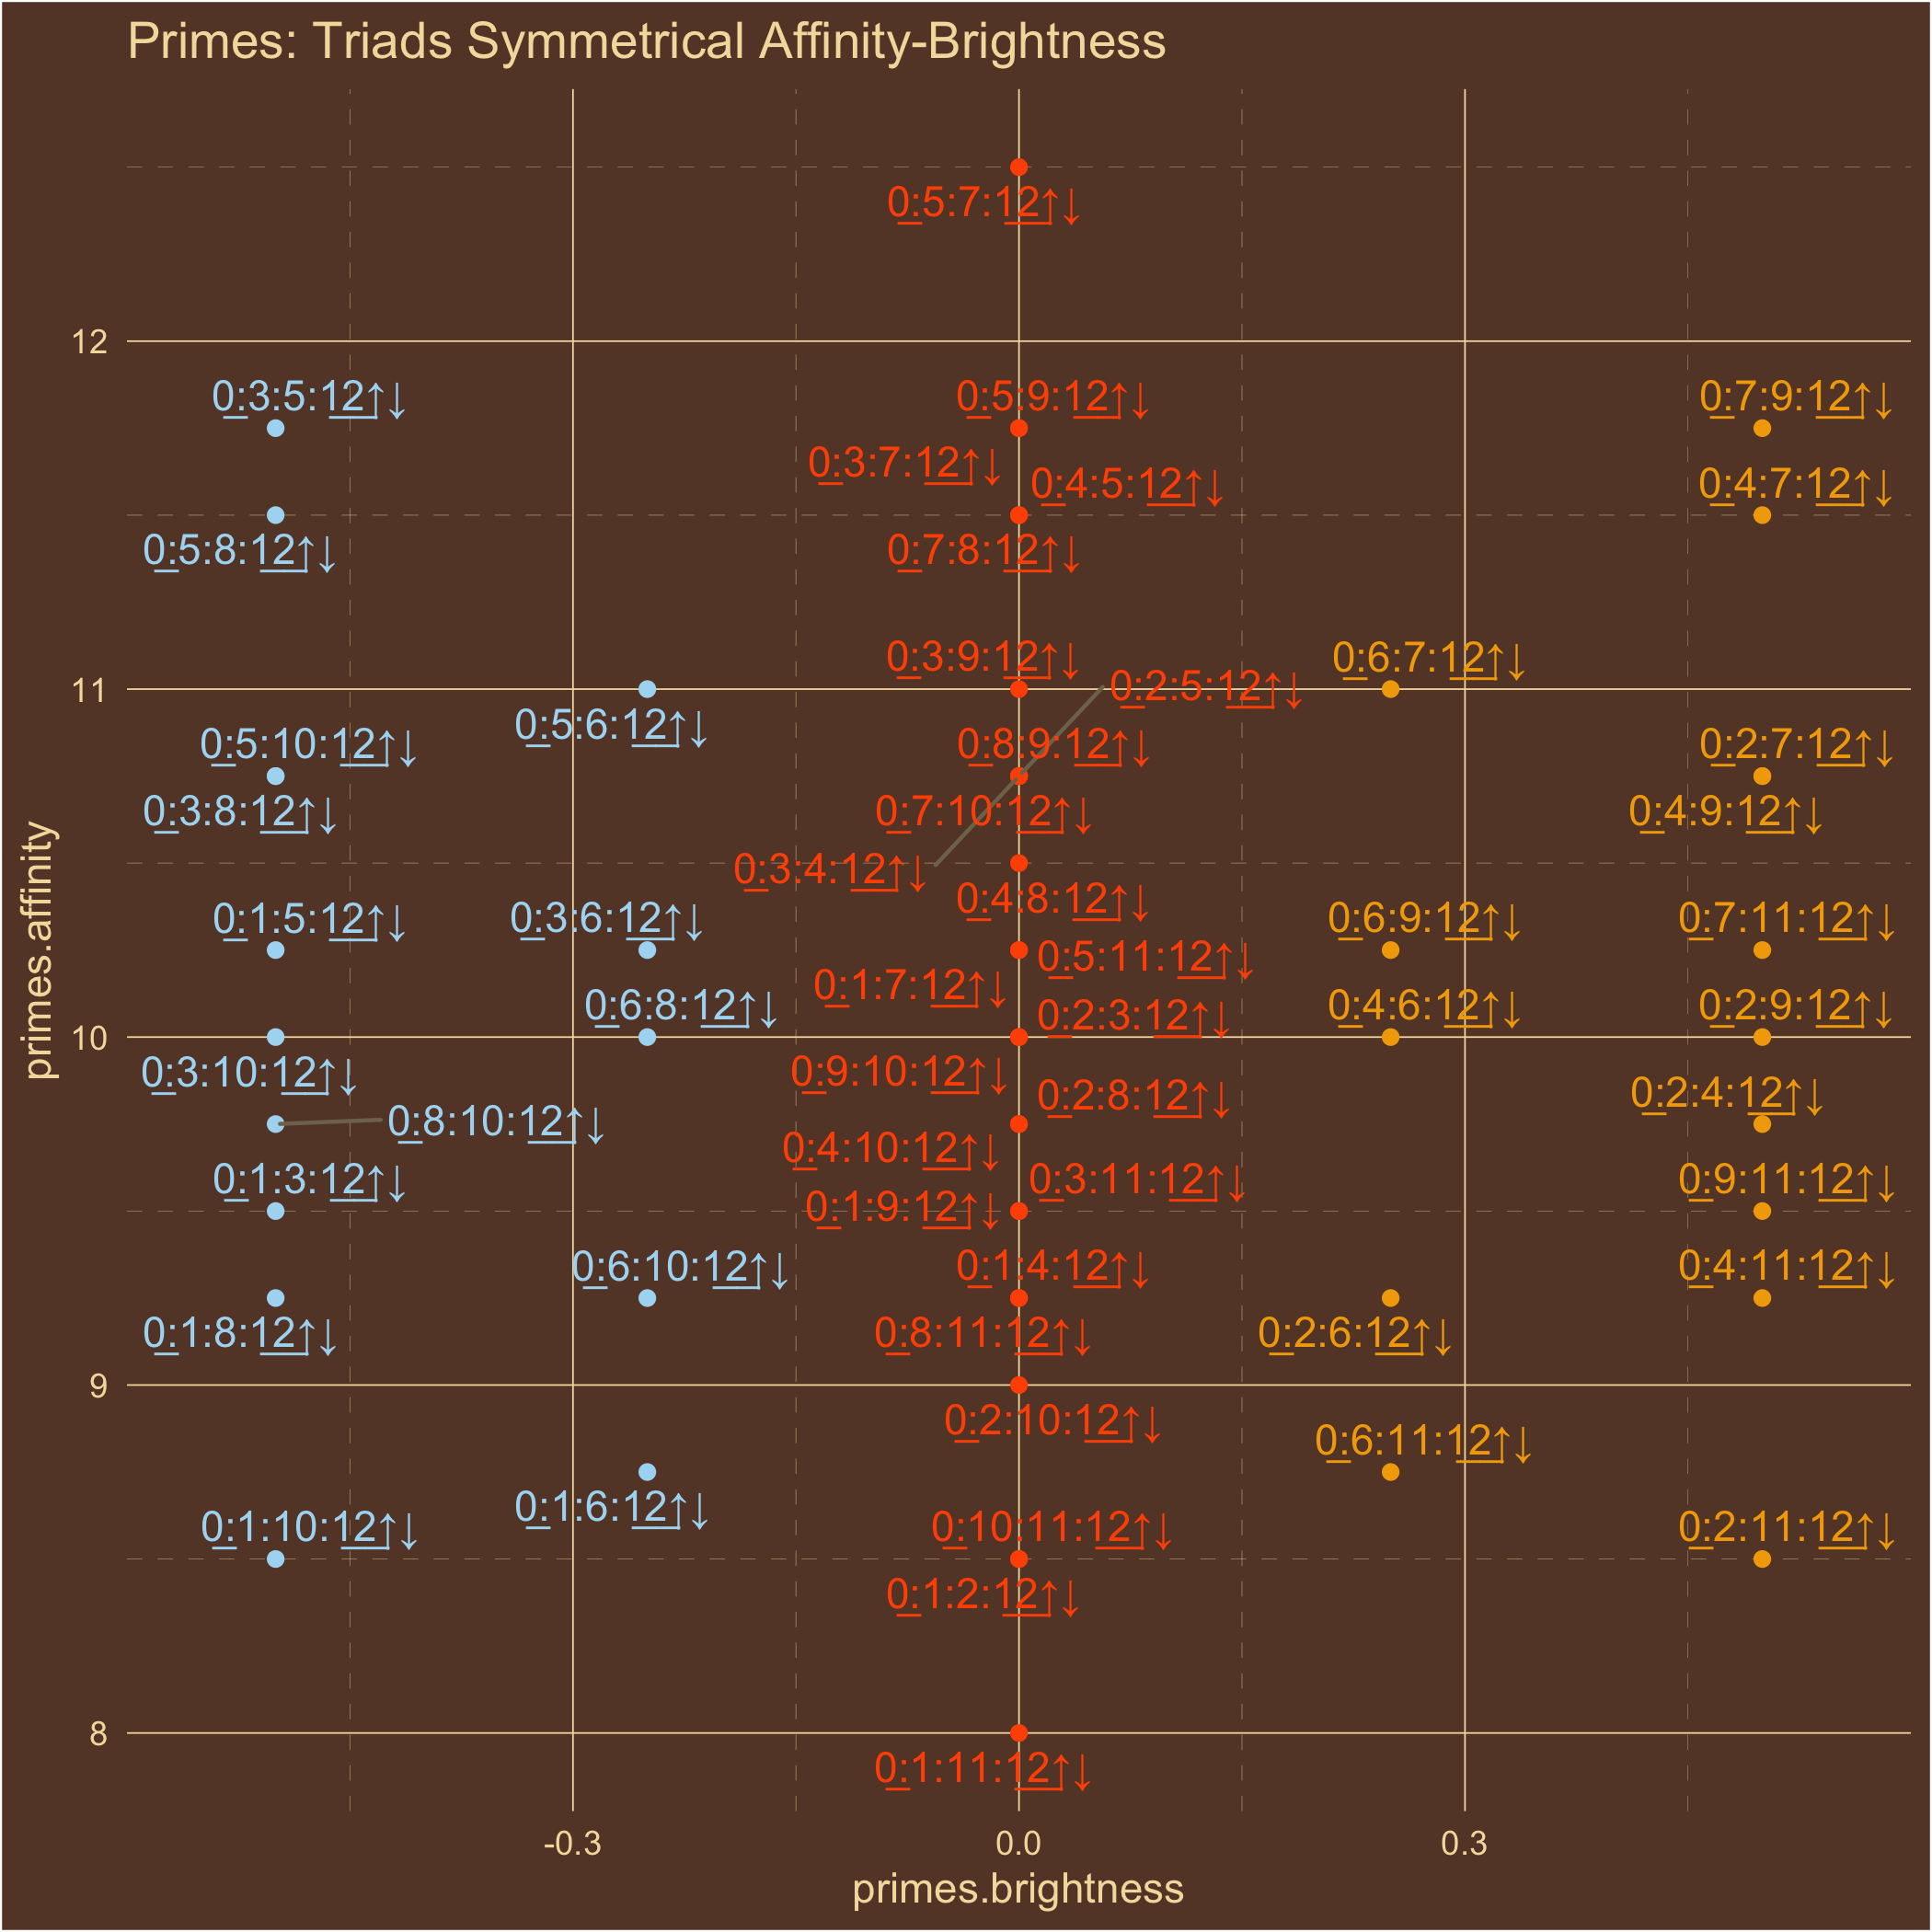 Primes: Triads Symmetrical Affinity-Brightness
0:5:7:12↑↓
12
0:3:5:12↑↓ 0:5:9:12↑↓ 0:7:9:12↑↓
0:3:7:12↑↓ 0:4:5:12↑↓ 0:4:7:12↑↓
0:5:8:12↑↓ 0:7:8:12↑↓
0:3:9:12↑↓ 0:6:7:12↑↓
11 0:2:5:12↑↓
0:5:6:12↑↓
0:5:10:12↑↓ 0:8:9:12↑↓ 0:2:7:12↑↓
0:3:8:12↑↓ 0:7:10:12↑↓ 0:4:9:12↑↓
0:3:4:12↑↓
0:4:8:12↑↓
0:1:5:12↑↓ 0:3:6:12↑↓ 0:6:9:12↑↓ 0:7:11:12↑↓
0:5:11:12↑↓
0:1:7:12↑↓
0:6:8:12↑↓ 0:2:3:12↑↓ 0:4:6:12↑↓ 0:2:9:12↑↓
10
primes.affinity
0:3:10:12↑↓ 0:9:10:12↑↓ 0:2:8:12↑↓ 0:2:4:12↑↓
0:8:10:12↑↓
0:4:10:12↑↓
0:1:3:12↑↓ 0:3:11:12↑↓ 0:9:11:12↑↓
0:1:9:12↑↓
0:6:10:12↑↓ 0:1:4:12↑↓ 0:4:11:12↑↓
0:1:8:12↑↓ 0:8:11:12↑↓ 0:2:6:12↑↓
9
0:2:10:12↑↓ 0:6:11:12↑↓
0:1:6:12↑↓
0:1:10:12↑↓ 0:10:11:12↑↓ 0:2:11:12↑↓
0:1:2:12↑↓
8
0:1:11:12↑↓
-0.3 0.0 0.3
primes.brightness